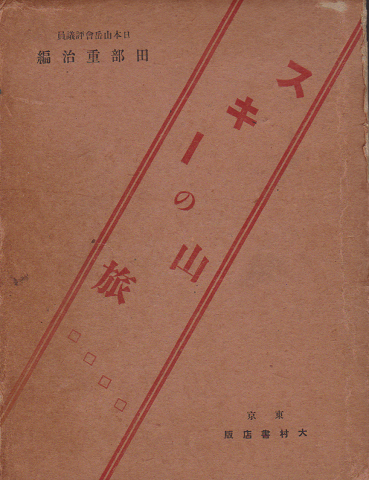 員議評會岳山本日
編治重部田
スキーの山旅
京東
版店書村大